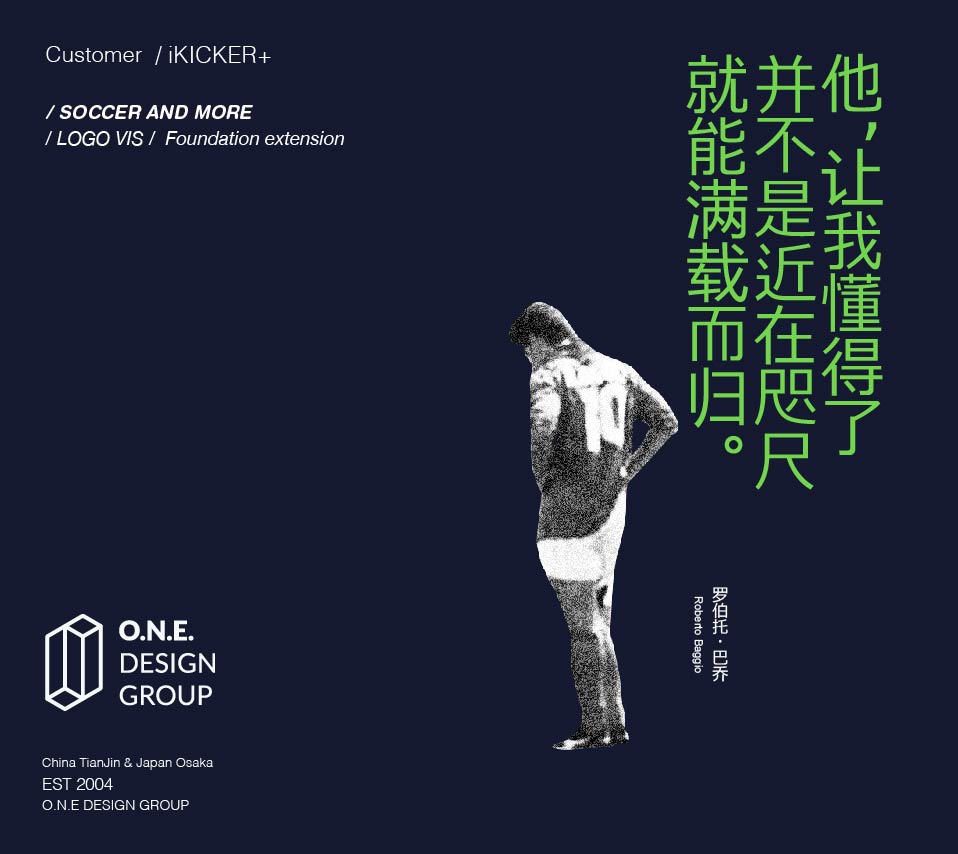 Customer / iKICKER+
/ SOCCER AND MORE
/ LOGO VIS / Foundation extension
他，让我懂得了
并不是近在咫尺
就能满载而归。
10
罗伯托·巴乔
Roberto Baggio
O.N.E.
DESIGN
GROUP
China TianJin & Japan Osaka
EST 2004
O.N.E DESIGN GROUP